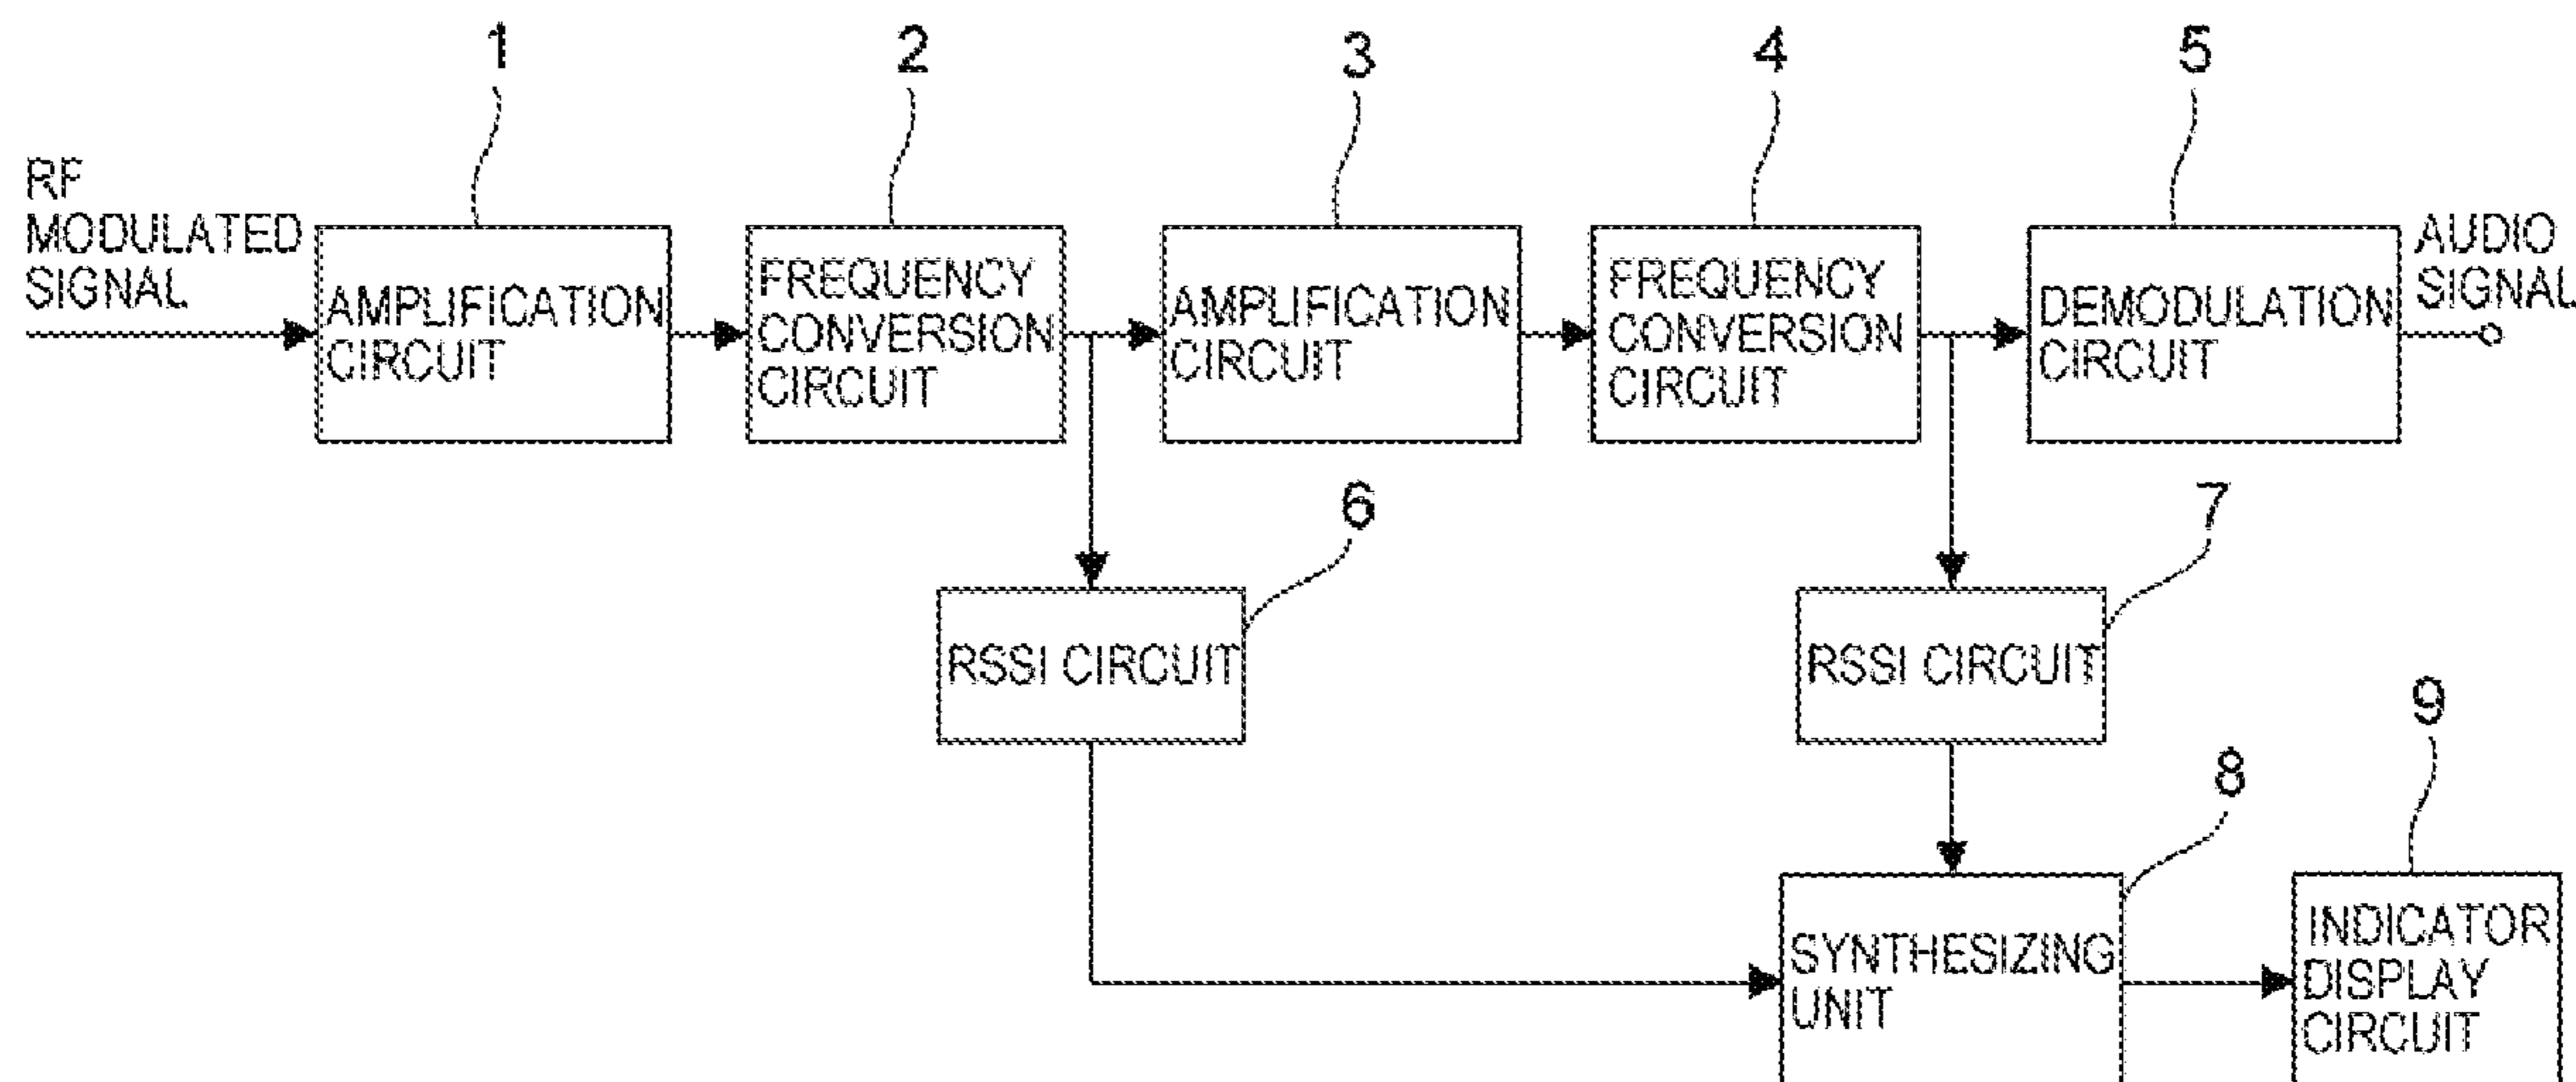 1
2
3
4
5
RF
MODULATED
SIGNAL
AMPLIFICATION
CIRCUIT
FREQUENCY
CONVERSION
CIRCUIT
AMPLIFICATION
CIRCUIT
FREQUENCY
CONVERSION
CIRCUIT
DEMODULATION
CIRCUIT
AUDIO
SIGNAL
6
7
RSSI CIRCUIT
RSSI CIRCUIT
8
9
SYNTHESIZING
UNIT
INDICATOR
DISPLAY
CIRCUIT